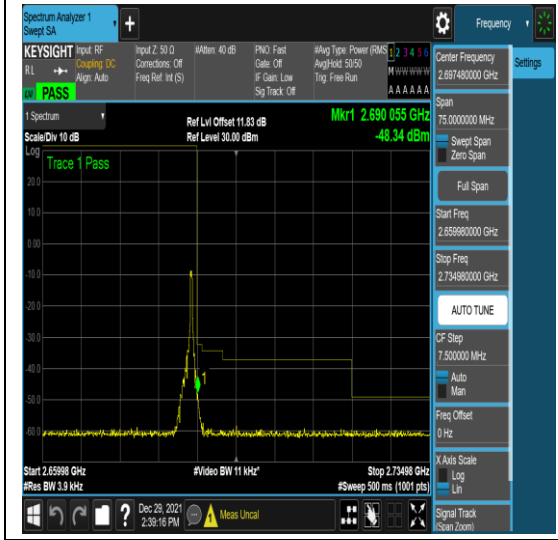 Spectrum Analyzer 1
Swept SA
Frequency
KEYSIGHT
RL
Input: RF
Coupling: DC
Align: Auto
Input Z: 50 Ω
Corrections: Off
Freq Ref: Int (S)
#Atten: 40 dB
PNO: Fast
Gate: Off
IF Gain: Low
Sig Track: Off
#Avg Type: Power (RMS
Avg|Hold: 50/50
Trig: Free Run
1 2 3 4 5 6
M W W W W W
A A A A A A
PASS
1 Spectrum
Scale/Div 10 dB
Ref Lvl Offset 11.83 dB
Ref Level 30.00 dBm
Mkr1 2.690 055 GHz
-48.34 dBm
Log
Trace 1 Pass
20.0
10.0
0.00
-10.0
-20.0
-30.0
-40.0
-50.0
-60.0
1
Start 2.65998 GHz
#Res BW 3.9 kHz
#Video BW 11 kHz*
Stop 2.73498 GHz
#Sweep 500 ms (1001 pts)
Dec 29, 2021
2:39:16 PM
Meas Uncal
Center Frequency
2.697480000 GHz
Settings
Span
75.0000000 MHz
Swept Span
Zero Span
Full Span
Start Freq
2.659980000 GHz
Stop Freq
2.734980000 GHz
AUTO TUNE
CF Step
7.500000 MHz
Auto
Man
Freq Offset
0 Hz
X Axis Scale
Log
Lin
Signal Track
(Span Zoom)